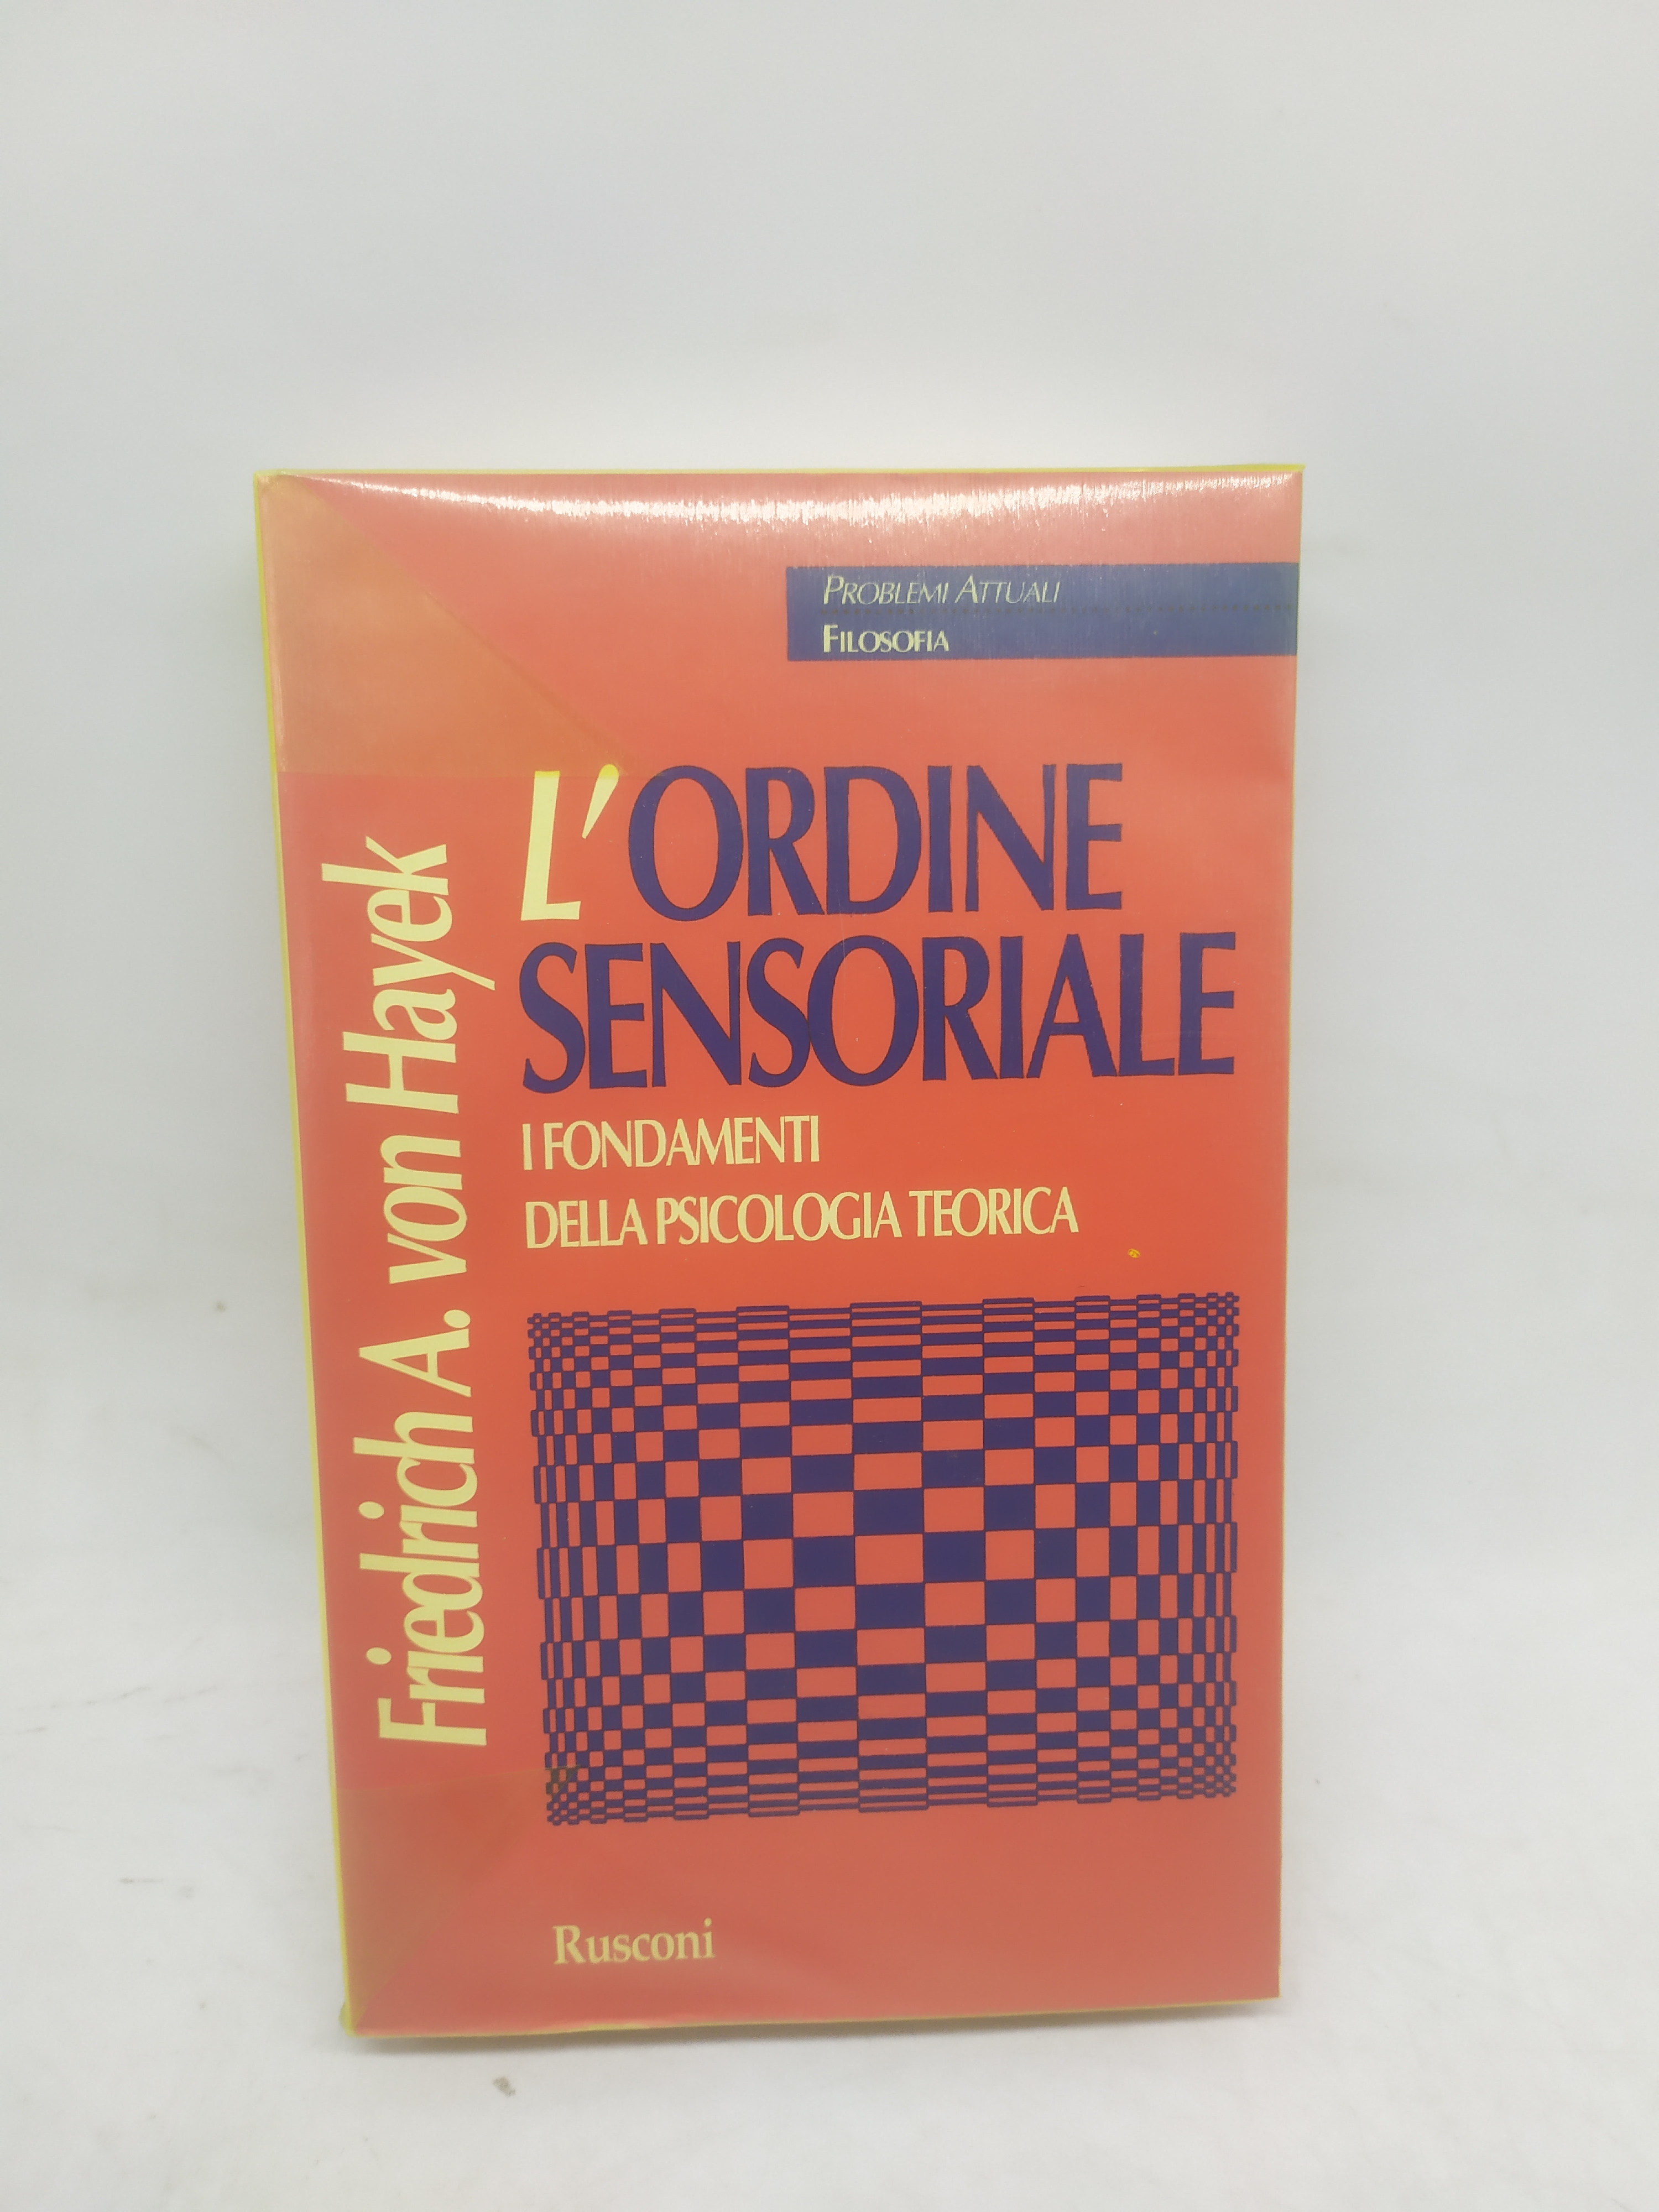 PROBLEMI ATTUALI
FILOSOFIA
L'ORDINE
SENSORIALE
I FONDAMENTI
DELLA PSICOLOGIA TEORICA
Friedrich A. von Hayek
Rusconi